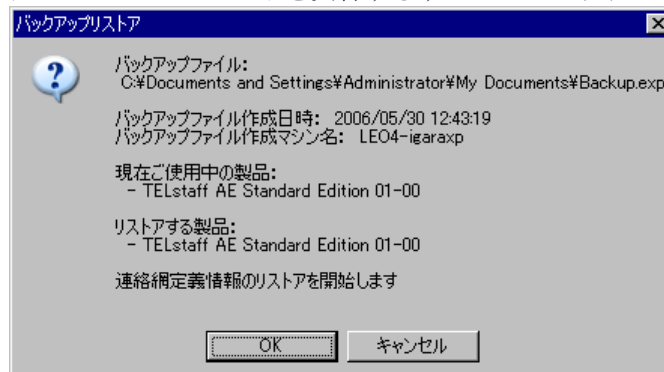 バックアップリストア
バックアップファイル:
C:¥Documents and Settings¥Administrator¥My Documents¥Backup.exp
バックアップファイル作成日時: 2006/05/30 12:43:19
バックアップファイル作成マシン名: LEO4-igaraxp
現在ご使用中の製品:
- TELstaff AE Standard Edition 01-00
リストアする製品:
- TELstaff AE Standard Edition 01-00
連絡網定義情報のリストアを開始します
OK
キャンセル